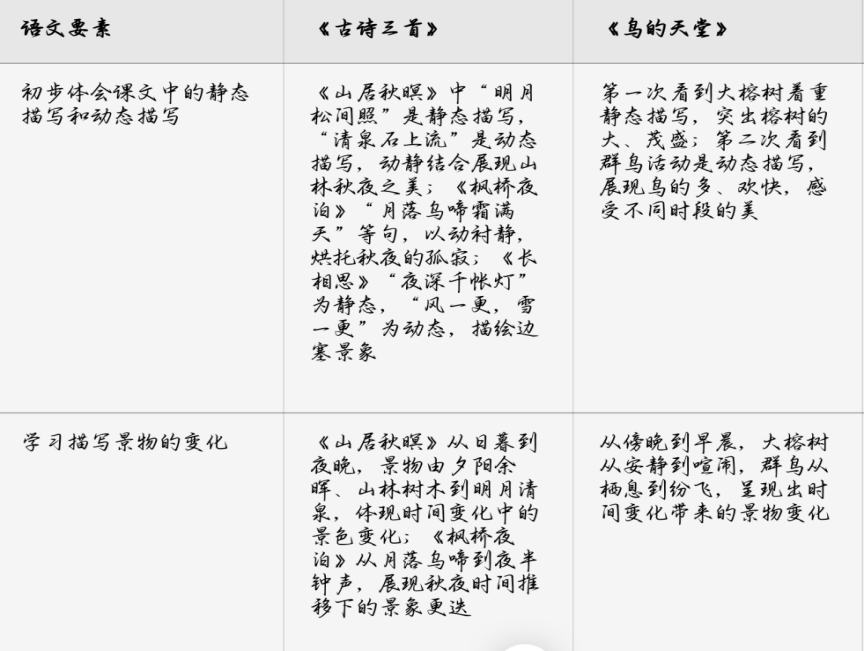 语文要素
《古诗三首》
《鸟的天堂》
初步体会课文中的静态
描写和动态描写
《山居秋暝》中“明月
松间照”是静态描写，
“清泉石上流”是动态
描写，动静结合展现山
林秋夜之美；《枫桥夜
泊》“月落乌啼霜满
天”等句，以动衬静，
烘托秋夜的孤寂；《长
相思》“夜深千帐灯”
为静态，“风一更，雪
一更”为动态，描绘边
塞景象
第一次看到大榕树着重
静态描写，突出榕树的
大、茂盛；第二次看到
群鸟活动是动态描写，
展现鸟的多、欢快，感
受不同时段的美
学习描写景物的变化
《山居秋暝》从日暮到
夜晚，景物由夕阳余
晖、山林树木到明月清
泉，体现时间变化中的
景色变化；《枫桥夜
泊》从月落乌啼到夜半
钟声，展现秋夜时间推
移下的景象更迭
从傍晚到早晨，大榕树
从安静到喧闹，群鸟从
栖息到纷飞，呈现出时
间变化带来的景物变化